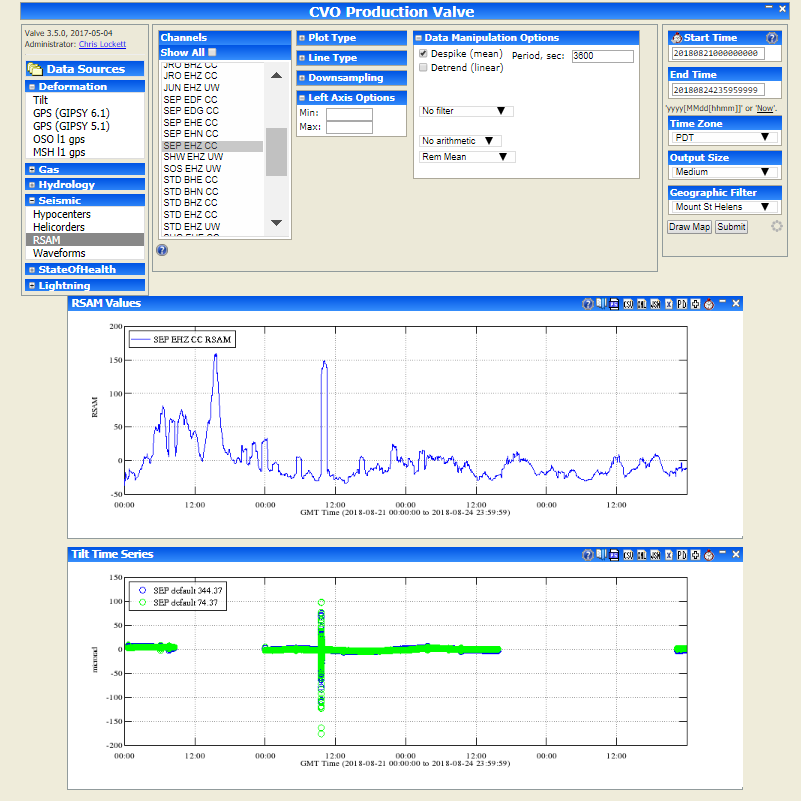 CVO Production Valve
Valve 3.5.0, 2017-05-04
Administrator: Chris Lockett
Data Sources
Deformation
Tilt
GPS (GIPSY 6.1)
GPS (GIPSY 5.1)
OSO l1 gps
MSH l1 gps
Gas
Hydrology
Seismic
Hypocenters
Helicorders
RSAM
Waveforms
StateOfHealth
Lightning
Channels
Show All
JRO BHZ CC
JRO EHZ CC
JUN EHZ UW
SEP EDF CC
SEP EDG CC
SEP EHE CC
SEP EHN CC
SEP EHZ CC
SHW EHZ UW
SOS EHZ UW
STD BHE CC
STD BHN CC
STD BHZ CC
STD EHZ CC
STD EHZ UW
Plot Type
Line Type
Downsampling
Left Axis Options
Min:
Max:
Data Manipulation Options
Despike (mean) Period, sec: 3600
Detrend (linear)
No filter
No arithmetic
Rem Mean
Start Time
20180821000000000
End Time
20180824235959999
'yyyy[MMdd[hhmm]]' or 'Now'.
Time Zone
PDT
Output Size
Medium
Geographic Filter
Mount St Helens
Draw Map Submit
RSAM Values
CSV XML JSN X PD
200
150
100
50
0
-50
RSAM
SEP EHZ CC RSAM
00:00 12:00 00:00 12:00 00:00 12:00 00:00 12:00
GMT Time (2018-08-21 00:00:00 to 2018-08-24 23:59:59)
Tilt Time Series
CSV XML JSN X PD
150
100
50
0
-50
-100
-150
-200
microrad
SEP default 344.37
SEP default 74.37
00:00 12:00 00:00 12:00 00:00 12:00 00:00 12:00
GMT Time (2018-08-21 00:00:00 to 2018-08-24 23:59:59)